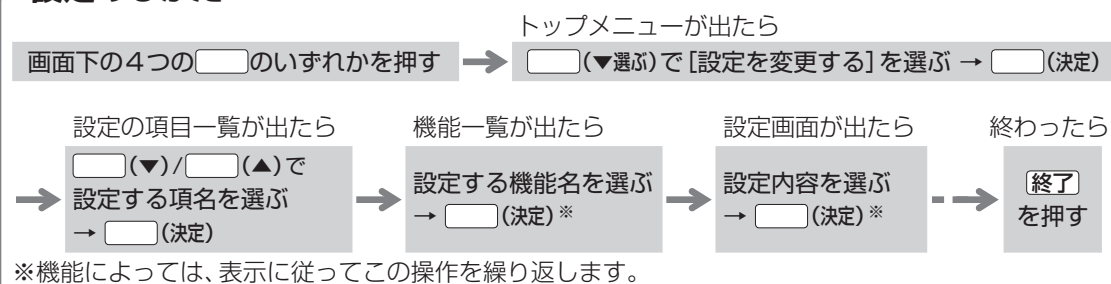 トップメニューが出たら
画面下の4つの のいずれかを押す
(▼選ぶ)で[設定を変更する]を選ぶ → (決定)
設定の項目一覧が出たら
(▼)/ (▲)で
設定する項名を選ぶ
→ (決定)
機能一覧が出たら
設定する機能名を選ぶ
→ (決定)※
設定画面が出たら
設定内容を選ぶ
→ (決定)※
終わったら
終了
を押す
※機能によっては、表示に従ってこの操作を繰り返します。